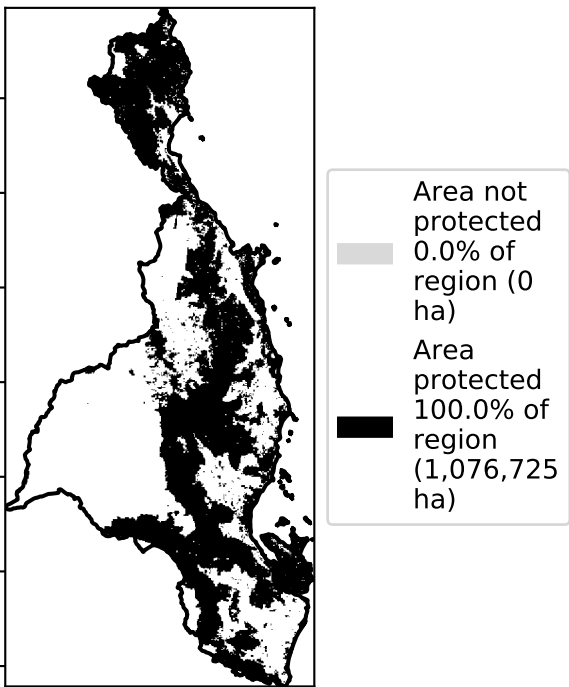 Area not
protected
0.0% of
region (0
ha)
Area
protected
100.0% of
region
(1,076,725
ha)